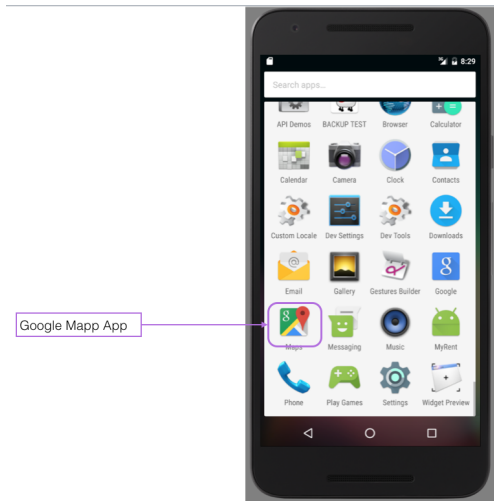 8:29
Search apps...
API Demos BACKUP TEST Browser Calculator
Calendar Camera Clock Contacts
Custom Locale Dev Settings Dev Tools Downloads
Email Gallery Gestures Builder Google
Google Mapp App
Maps Messaging Music MyRent
Phone Play Games Settings Widget Preview